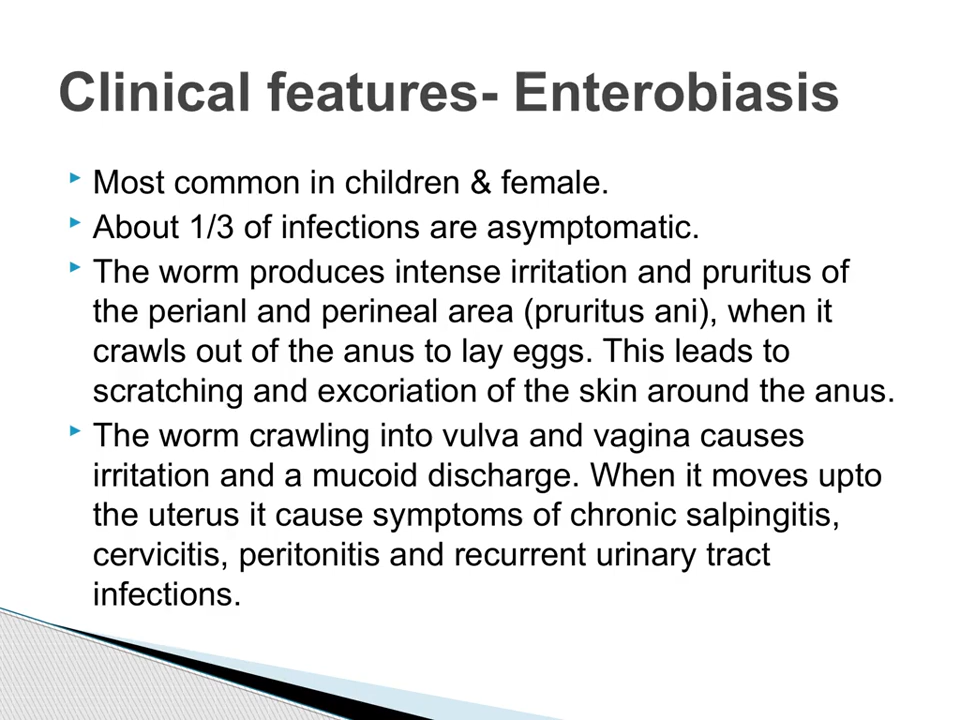 Clinical features- Enterobiasis
Most common in children & female.
About 1/3 of infections are asymptomatic.
The worm produces intense irritation and pruritus of
the perianl and perineal area (pruritus ani), when it
crawls out of the anus to lay eggs. This leads to
scratching and excoriation of the skin around the anus.
The worm crawling into vulva and vagina causes
irritation and a mucoid discharge. When it moves upto
the uterus it cause symptoms of chronic salpingitis,
cervicitis, peritonitis and recurrent urinary tract
infections.